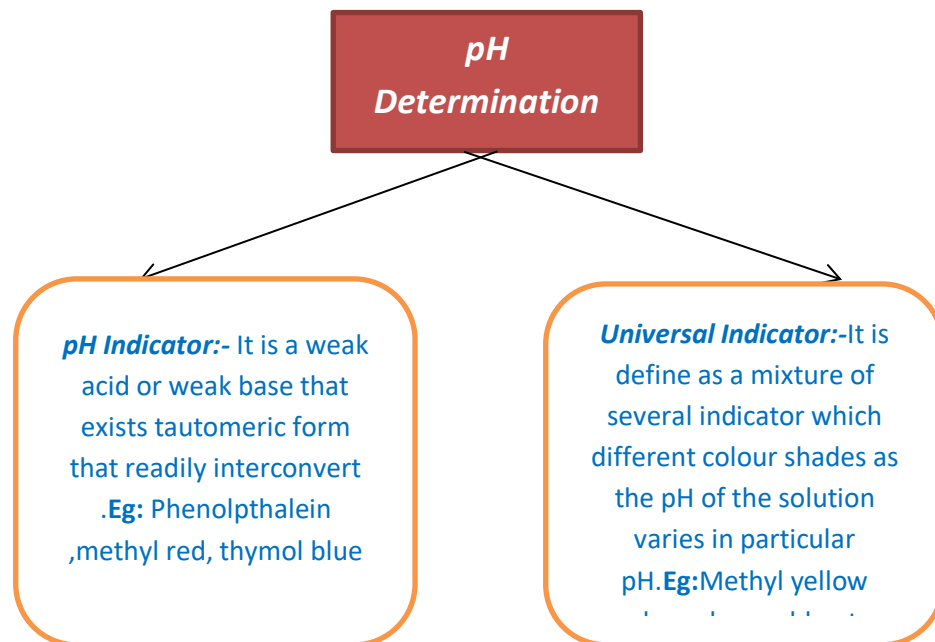 pH
Determination
pH Indicator:- It is a weak
acid or weak base that
exists tautomeric form
that readily interconvert
.Eg: Phenolpthalein
,methyl red, thymol blue
Universal Indicator:-It is
define as a mixture of
several indicator which
different colour shades as
the pH of the solution
varies in particular
pH.Eg:Methyl yellow